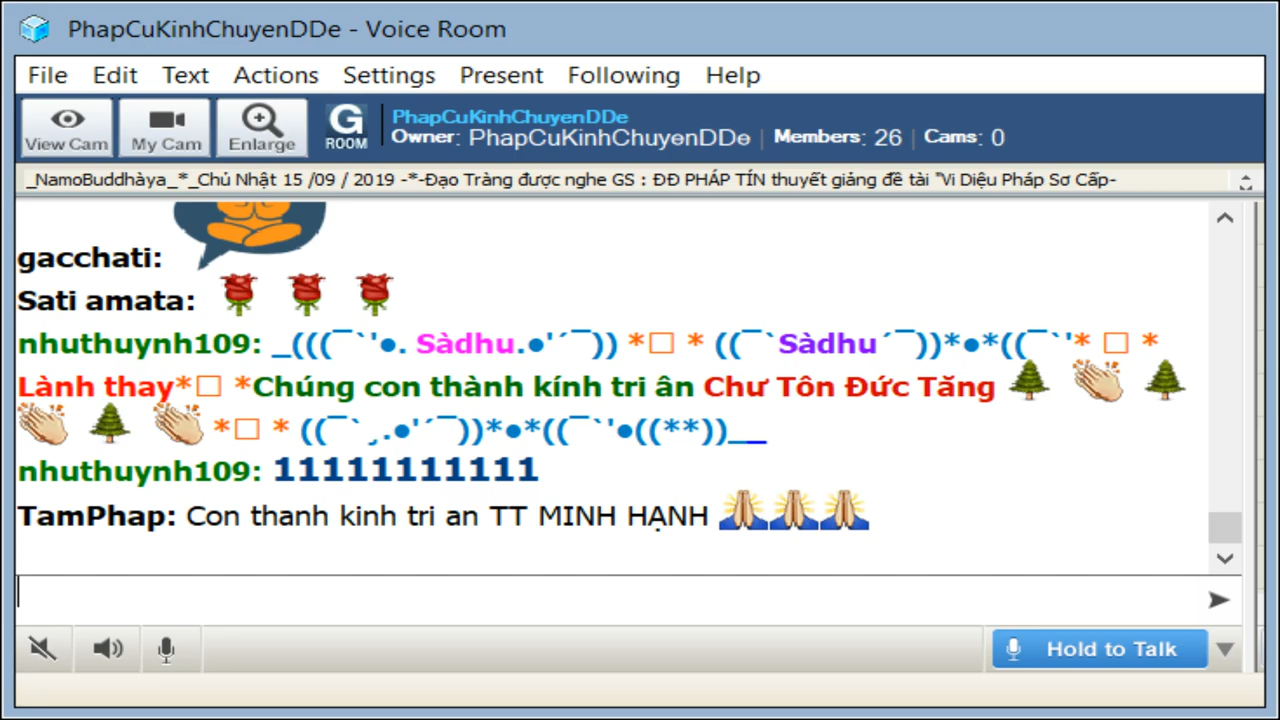 PhapCuKinhChuyenDDe - Voice Room
File Edit Text Actions Settings Present Following Help
View Cam My Cam Enlarge G ROOM
PhapCuKinhChuyenDDe
Owner: PhapCuKinhChuyenDDe | Members: 26 | Cams: 0
_NamoBuddhàya_*_Chủ Nhật 15 /09 / 2019 -*-Đạo Tràng được nghe GS : ĐĐ PHÁP TÍN thuyết giảng đề tài "Vi Diệu Pháp Sơ Cấp-
gacchati:
Sati amata:
nhuthuynh109: _(((¯`'●. Sàdhu.●'´¯)) *□ * ((¯`Sàdhu´¯))*●*((¯`'* □ *
Lành thay*□ *Chúng con thành kính tri ân Chư Tôn Đức Tăng
*□ * ((¯`¸.●'´¯))*●*((¯`'●((**))__
nhuthuynh109: 11111111111
TamPhap: Con thanh kinh tri an TT MINH HẠNH
Hold to Talk